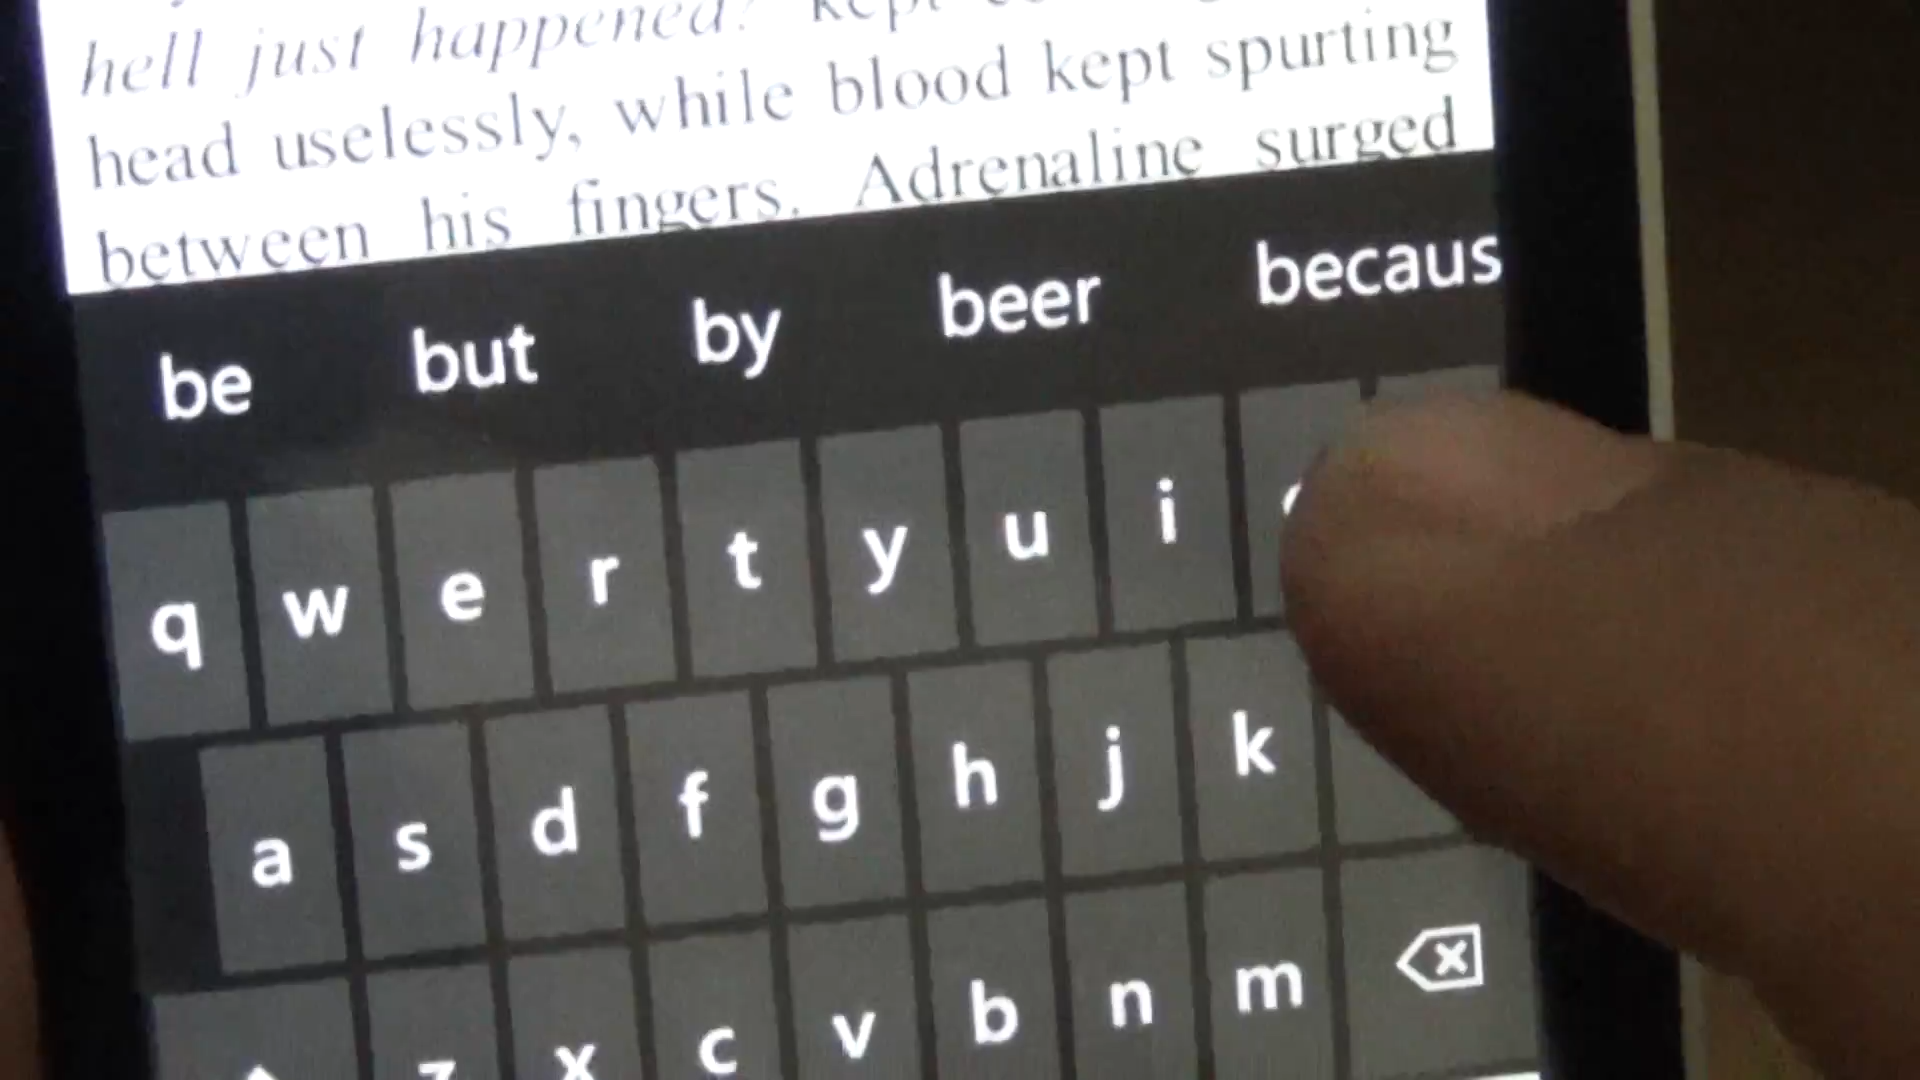 hell just happened? kept
head uselessly, while blood kept spurting
between his fingers. Adrenaline surged
be but by beer becaus
q w e r t y u i
a s d f g h j k
z x c v b n m